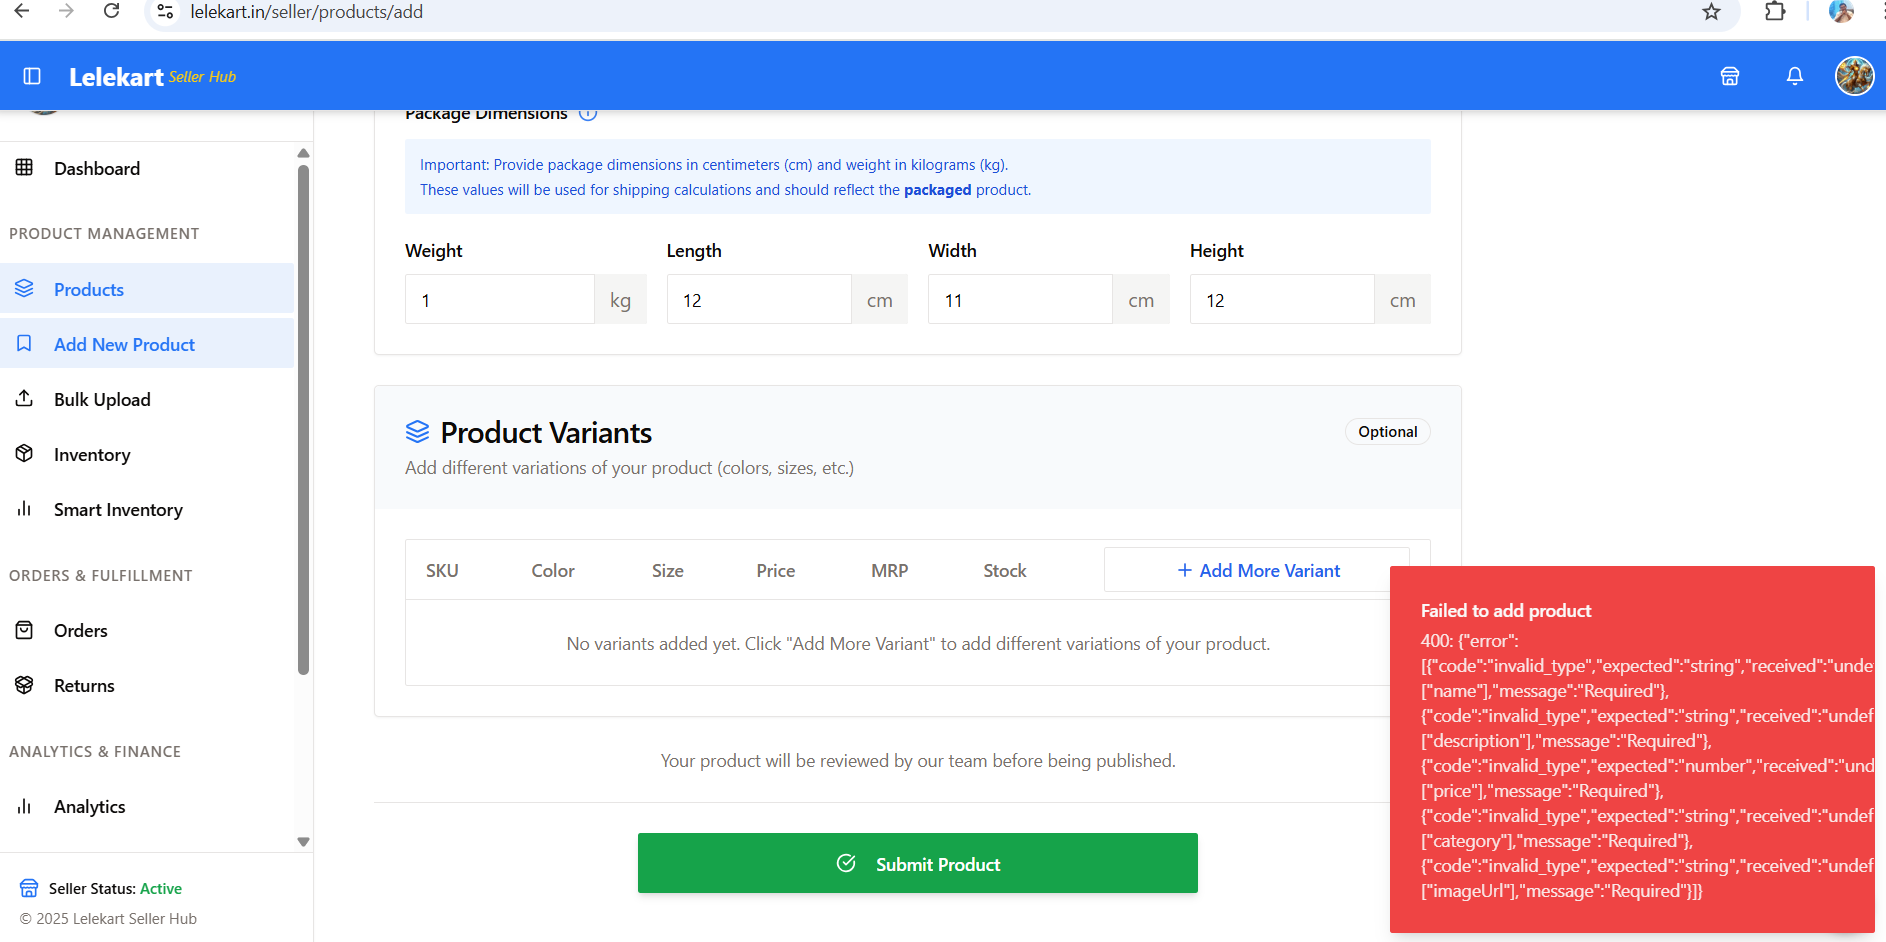 lelekart.in/seller/products/add
Lelekart Seller Hub
Dashboard
PRODUCT MANAGEMENT
Products
Add New Product
Bulk Upload
Inventory
Smart Inventory
ORDERS & FULFILLMENT
Orders
Returns
ANALYTICS & FINANCE
Analytics
Seller Status: Active
© 2025 Lelekart Seller Hub
Package Dimensions
Important: Provide package dimensions in centimeters (cm) and weight in kilograms (kg).
These values will be used for shipping calculations and should reflect the packaged product.
Weight Length Width Height
1 kg 12 cm 11 cm 12 cm
Product Variants
Optional
Add different variations of your product (colors, sizes, etc.)
SKU Color Size Price MRP Stock + Add More Variant
No variants added yet. Click "Add More Variant" to add different variations of your product.
Your product will be reviewed by our team before being published.
Submit Product
Failed to add product
400: {"error":
[{"code":"invalid_type","expected":"string","received":"unde
["name"],"message":"Required"},
{"code":"invalid_type","expected":"string","received":"undef
["description"],"message":"Required"},
{"code":"invalid_type","expected":"number","received":"und
["price"],"message":"Required"},
{"code":"invalid_type","expected":"string","received":"undef
["category"],"message":"Required"},
{"code":"invalid_type","expected":"string","received":"undef
["imageUrl"],"message":"Required"}]}